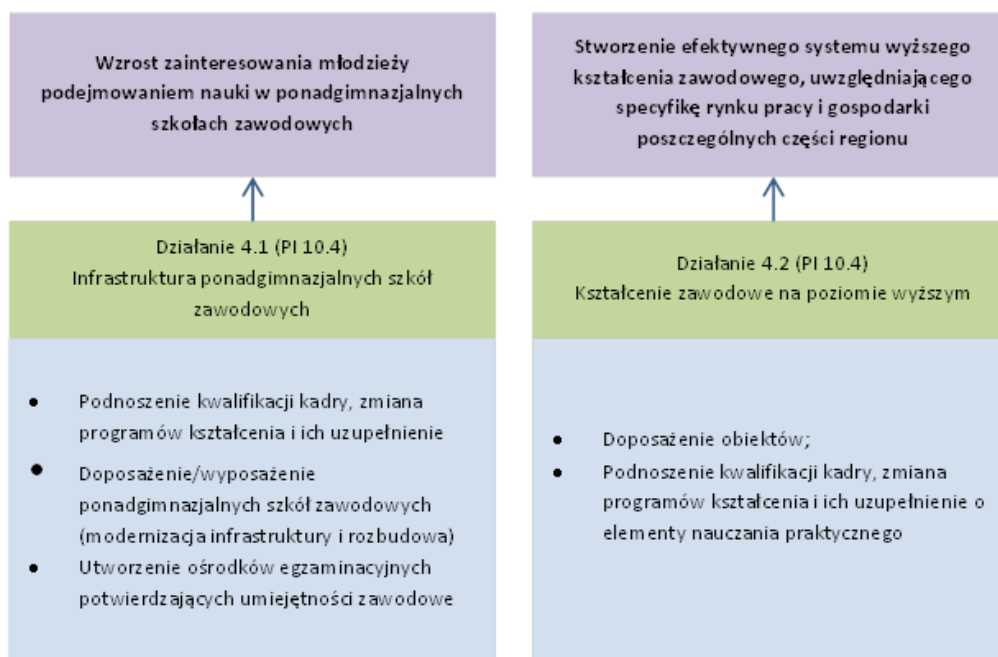 Wzrost zainteresowania młodzieży
podejmowaniem nauki w ponadgimnazjalnych
szkołach zawodowych
Działanie 4.1 (PI 10.4)
Infrastruktura ponadgimnazjalnych szkół
zawodowych
● Podnoszenie kwalifikacji kadry, zmiana
programów kształcenia i ich uzupełnienie
● Doposażenie/wyposażenie
ponadgimnazjalnych szkół zawodowych
(modernizacja infrastruktury i rozbudowa)
● Utworzenie ośrodków egzaminacyjnych
potwierdzających umiejętności zawodowe
Stworzenie efektywnego systemu wyższego
kształcenia zawodowego, uwzględniającego
specyfikę rynku pracy i gospodarki
poszczególnych części regionu
Działanie 4.2 (PI 10.4)
Kształcenie zawodowe na poziomie wyższym
● Doposażenie obiektów;
● Podnoszenie kwalifikacji kadry, zmiana
programów kształcenia i ich uzupełnienie o
elementy nauczania praktycznego